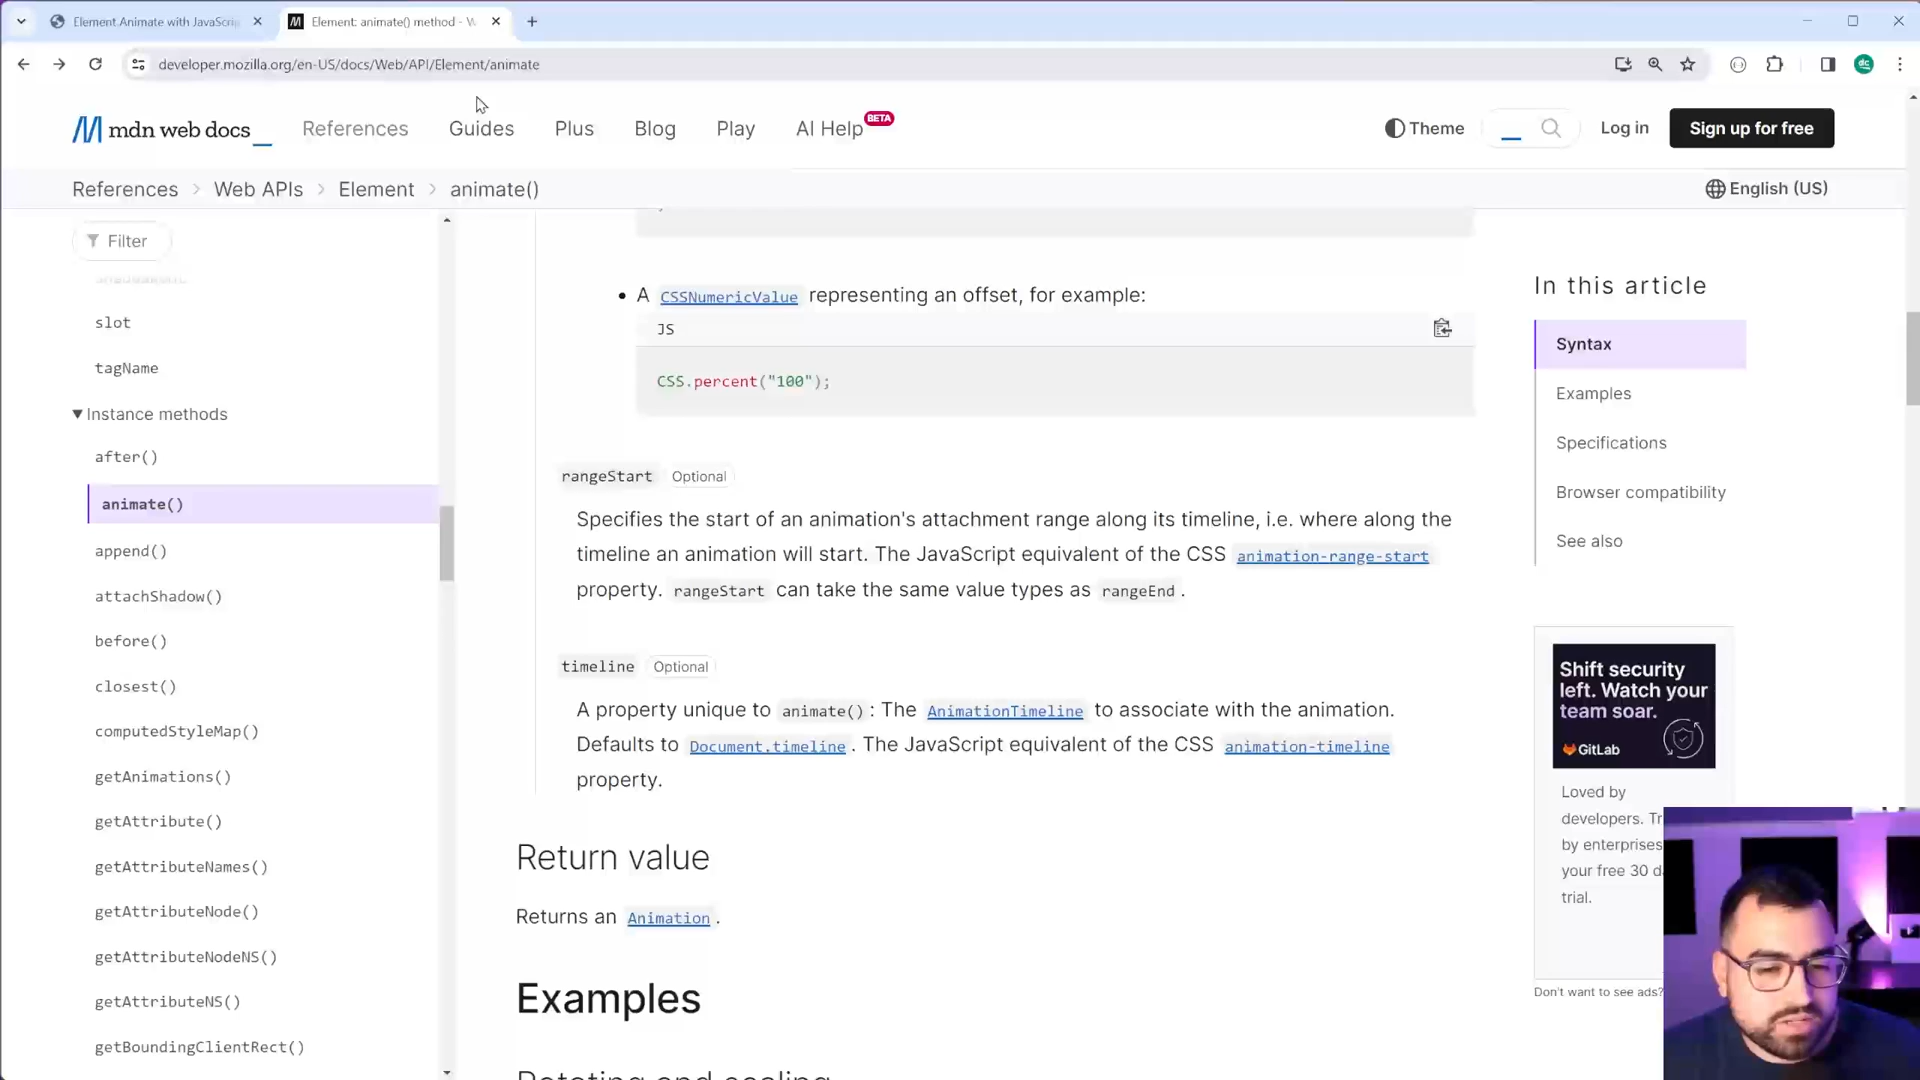 Element.Animate with JavaScrip
Element: animate() method - W
developer.mozilla.org/en-US/docs/Web/API/Element/animate
dc
mdn web docs_
References
Guides
Plus
Blog
Play
AI Help
BETA
Theme
Log in
Sign up for free
References > Web APIs > Element > animate()
English (US)
Filter
slot
tagName
Instance methods
after()
animate()
append()
attachShadow()
before()
closest()
computedStyleMap()
getAnimations()
getAttribute()
getAttributeNames()
getAttributeNode()
getAttributeNodeNS()
getAttributeNS()
getBoundingClientRect()
• A CSSNumericValue representing an offset, for example:
JS
CSS.percent("100");
rangeStart Optional
Specifies the start of an animation's attachment range along its timeline, i.e. where along the
timeline an animation will start. The JavaScript equivalent of the CSS animation-range-start
property. rangeStart can take the same value types as rangeEnd.
timeline Optional
A property unique to animate(): The AnimationTimeline to associate with the animation.
Defaults to Document.timeline. The JavaScript equivalent of the CSS animation-timeline
property.
Return value
Returns an Animation.
Examples
Rotating and scaling
In this article
Syntax
Examples
Specifications
Browser compatibility
See also
Shift security
left. Watch your
team soar.
GitLab
Loved by
developers. Tr
by enterprises
your free 30 d
trial.
Don't want to see ads?